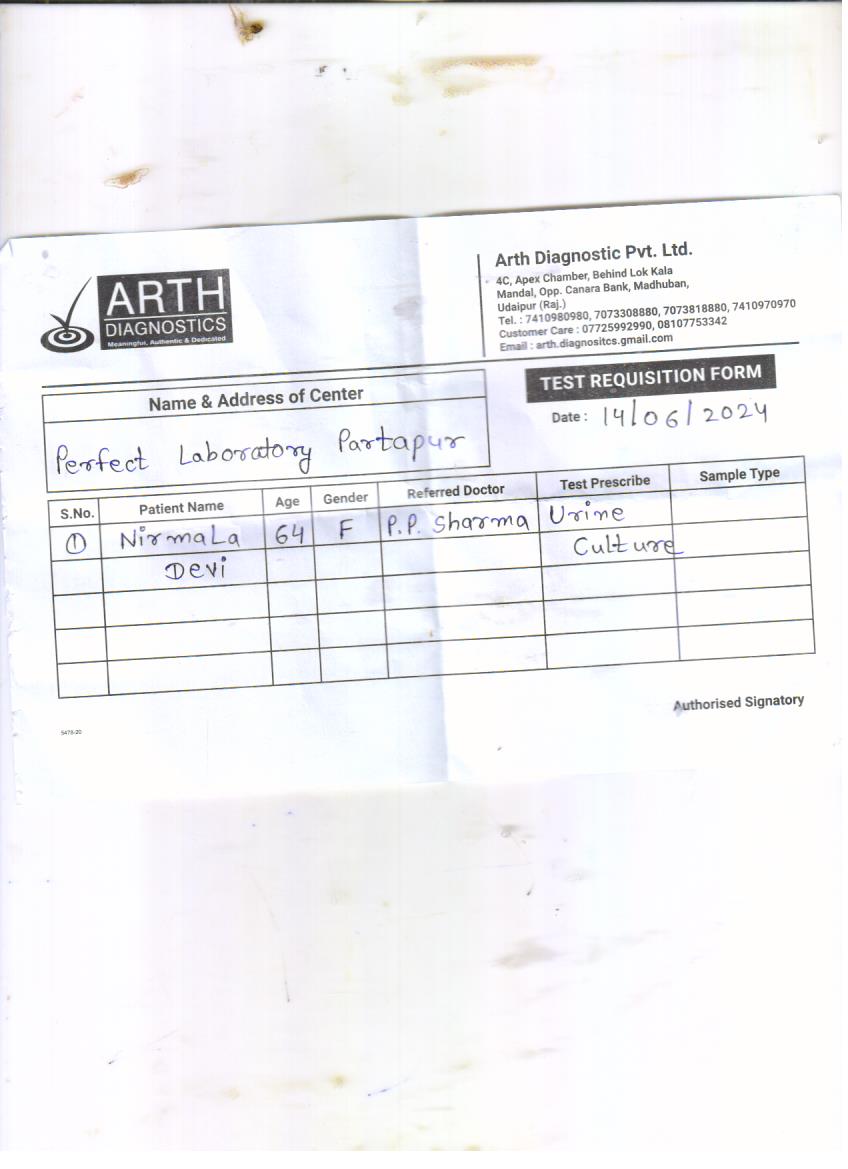 ARTH
DIAGNOSTICS
Meaningful, Authentic & Dedicated
Arth Diagnostic Pvt. Ltd.
4C, Apex Chamber, Behind Lok Kala
Mandal, Opp. Canara Bank, Madhuban,
Udaipur (Raj.)
Tel. : 7410980980, 7073308880, 7073818880, 7410970970
Customer Care : 07725992990, 08107753342
Email : arth.diagnositcs.gmail.com
TEST REQUISITION FORM
Date : 14/06/2024
Name & Address of Center
Perfect Laboratory Partapur
S.No. Patient Name Age Gender Referred Doctor Test Prescribe Sample Type
1 Nirmala 64 F P.P. Sharma Urine
Devi Culture
Authorised Signatory
5478-20